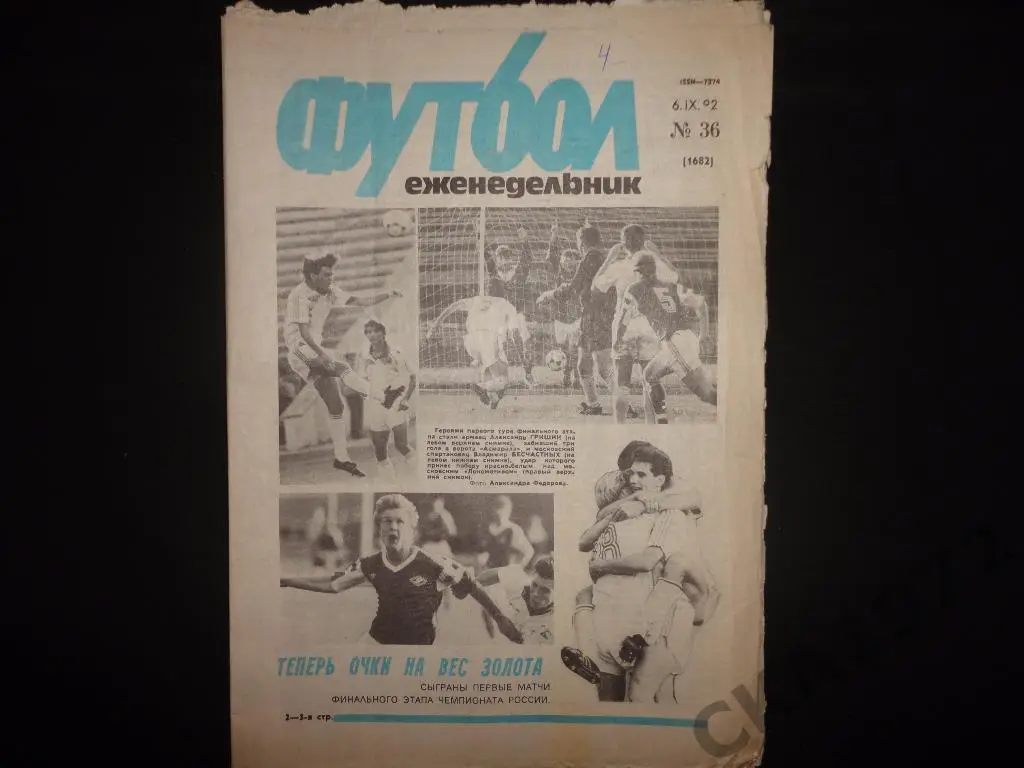 4
ФУТБОЛ
еженедельник
ISSN—7374
6.IX.92
№ 36
(1682)
Героями первого тура финального эта-
па стали армеец Александр ГРИШИН (на
левом верхнем снимке), забивший три
гола в ворота «Асмарала», и московский
спартаковец Владимир БЕСЧАСТНЫХ (на
левом нижнем снимке), удар которого
принес победу красно-белым над мос-
ковским «Локомотивом» (правый верх-
ний снимок).
Фото Александра Федорова.
ТЕПЕРЬ ОЧКИ НА ВЕС ЗОЛОТА
СЫГРАНЫ ПЕРВЫЕ МАТЧИ
ФИНАЛЬНОГО ЭТАПА ЧЕМПИОНАТА РОССИИ.
2—3-я стр.